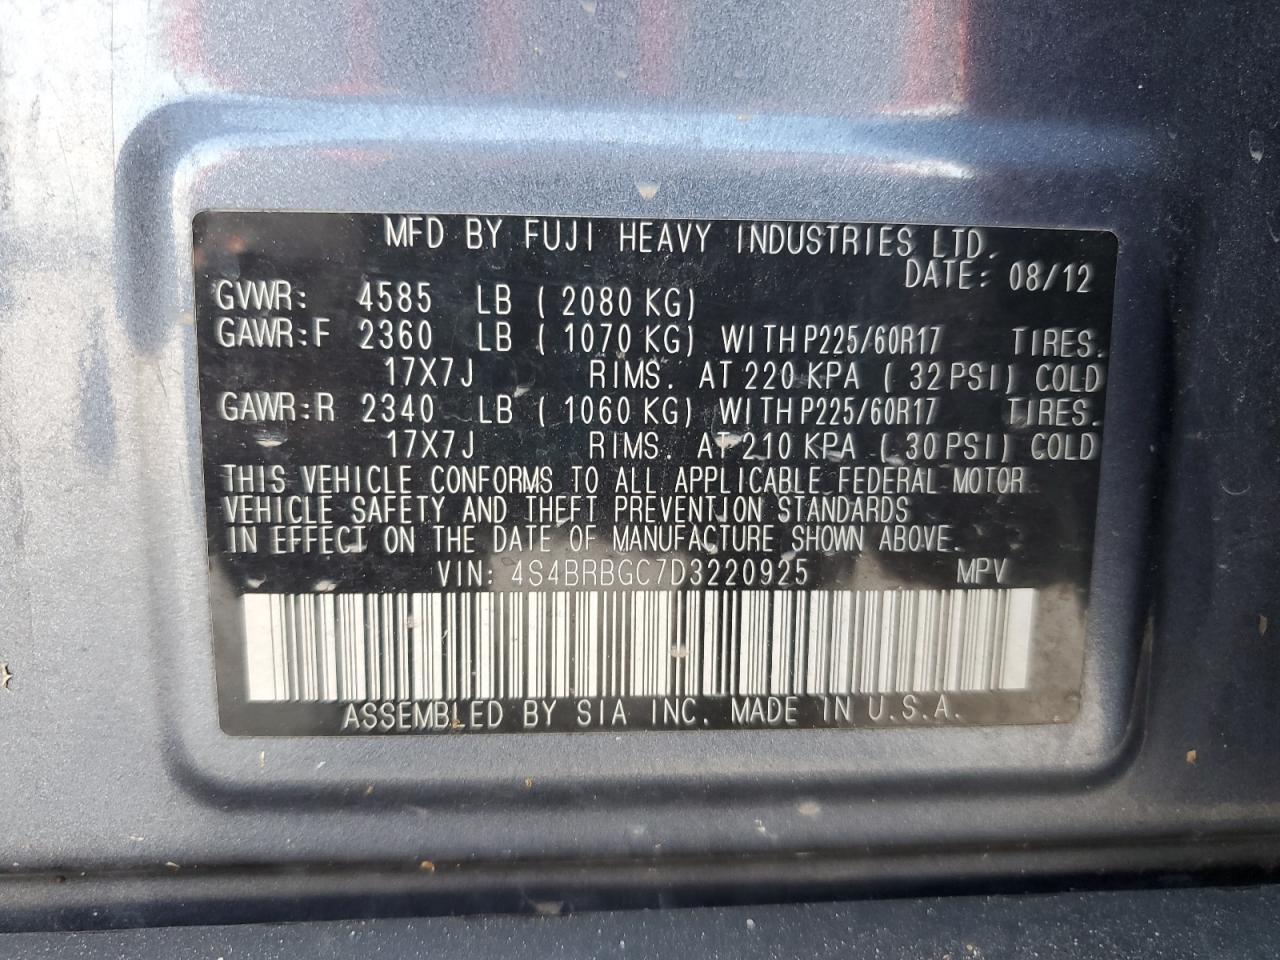 MFD BY FUJI HEAVY INDUSTRIES LTD.
DATE: 08/12
GVWR: 4585 LB ( 2080 KG)
GAWR:F 2360 LB ( 1070 KG) WITH P225/60R17 TIRES.
17X7J RIMS. AT 220 KPA ( 32 PSI) COLD
GAWR:R 2340 LB ( 1060 KG) WITH P225/60R17 TIRES.
17X7J RIMS. AT 210 KPA ( 30 PSI) COLD
THIS VEHICLE CONFORMS TO ALL APPLICABLE FEDERAL MOTOR
VEHICLE SAFETY AND THEFT PREVENTION STANDARDS
IN EFFECT ON THE DATE OF MANUFACTURE SHOWN ABOVE.
VIN: 4S4BRBGC7D3220925 MPV
ASSEMBLED BY SIA INC. MADE IN U.S.A.